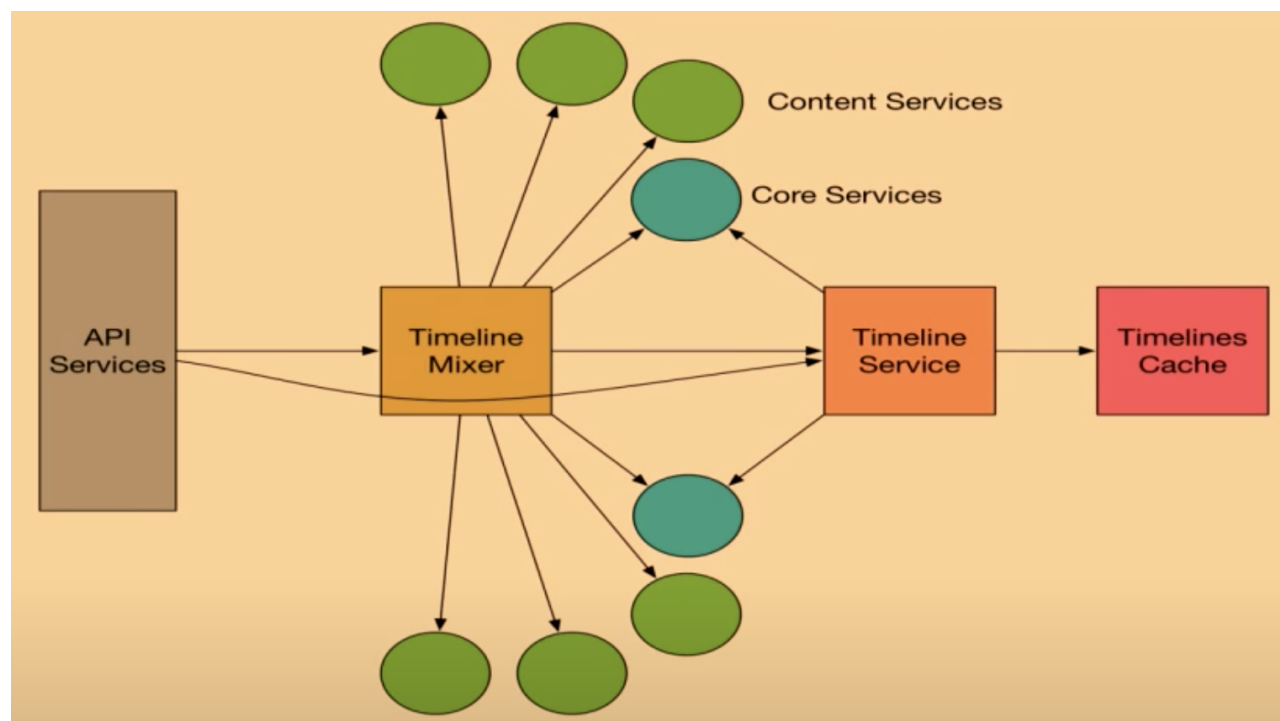 Content Services
Core Services
API
Services
Timeline
Mixer
Timeline
Service
Timelines
Cache